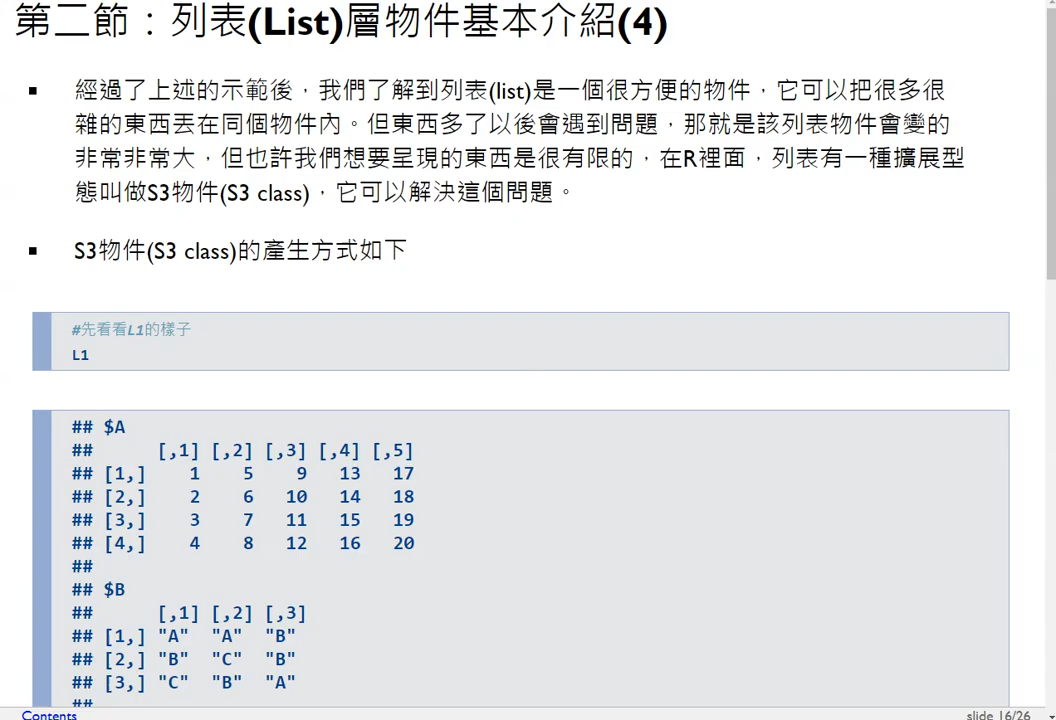 第二節：列表(List)層物件基本介紹(4)
▪ 經過了上述的示範後，我們了解到列表(list)是一個很方便的物件，它可以把很多很
雜的東西丟在同個物件內。但東西多了以後會遇到問題，那就是該列表物件會變的
非常非常大，但也許我們想要呈現的東西是很有限的，在R裡面，列表有一種擴展型
態叫做S3物件(S3 class)，它可以解決這個問題。
▪ S3物件(S3 class)的產生方式如下
#先看看L1的樣子
L1
## $A
##      [,1] [,2] [,3] [,4] [,5]
## [1,]    1    5    9   13   17
## [2,]    2    6   10   14   18
## [3,]    3    7   11   15   19
## [4,]    4    8   12   16   20
##
## $B
##      [,1] [,2] [,3]
## [1,] "A"  "A"  "B"
## [2,] "B"  "C"  "B"
## [3,] "C"  "B"  "A"
##
Contents
slide 16/26